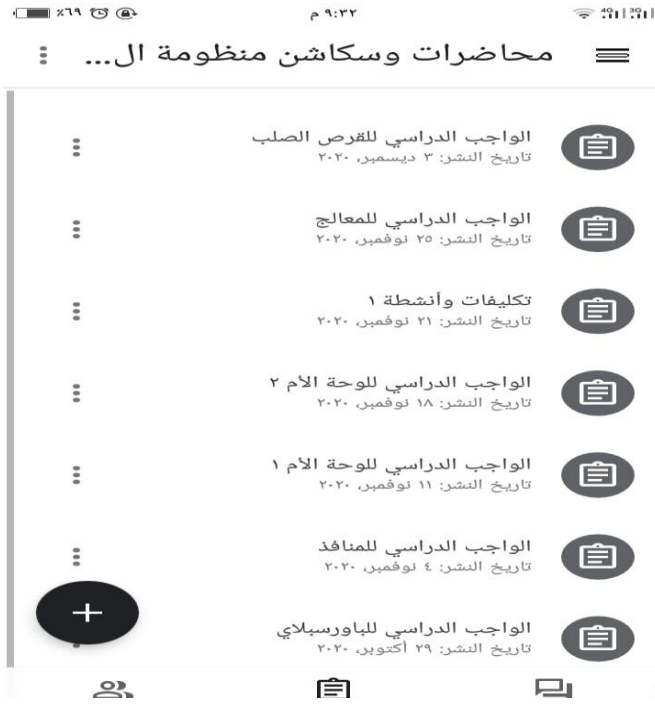 ٩:٣٢ م
٪٦٩
4G 3G
محاضرات وسكاشن منظومة ال...
الواجب الدراسي للقرص الصلب
تاريخ النشر: ٣ ديسمبر، ٢٠٢٠
الواجب الدراسي للمعالج
تاريخ النشر: ٢٥ نوفمبر، ٢٠٢٠
تكليفات وأنشطة ١
تاريخ النشر: ٢١ نوفمبر، ٢٠٢٠
الواجب الدراسي للوحة الأم ٢
تاريخ النشر: ١٨ نوفمبر، ٢٠٢٠
الواجب الدراسي للوحة الأم ١
تاريخ النشر: ١١ نوفمبر، ٢٠٢٠
الواجب الدراسي للمنافذ
تاريخ النشر: ٤ نوفمبر، ٢٠٢٠
الواجب الدراسي للباورسبلاي
تاريخ النشر: ٢٩ أكتوبر، ٢٠٢٠